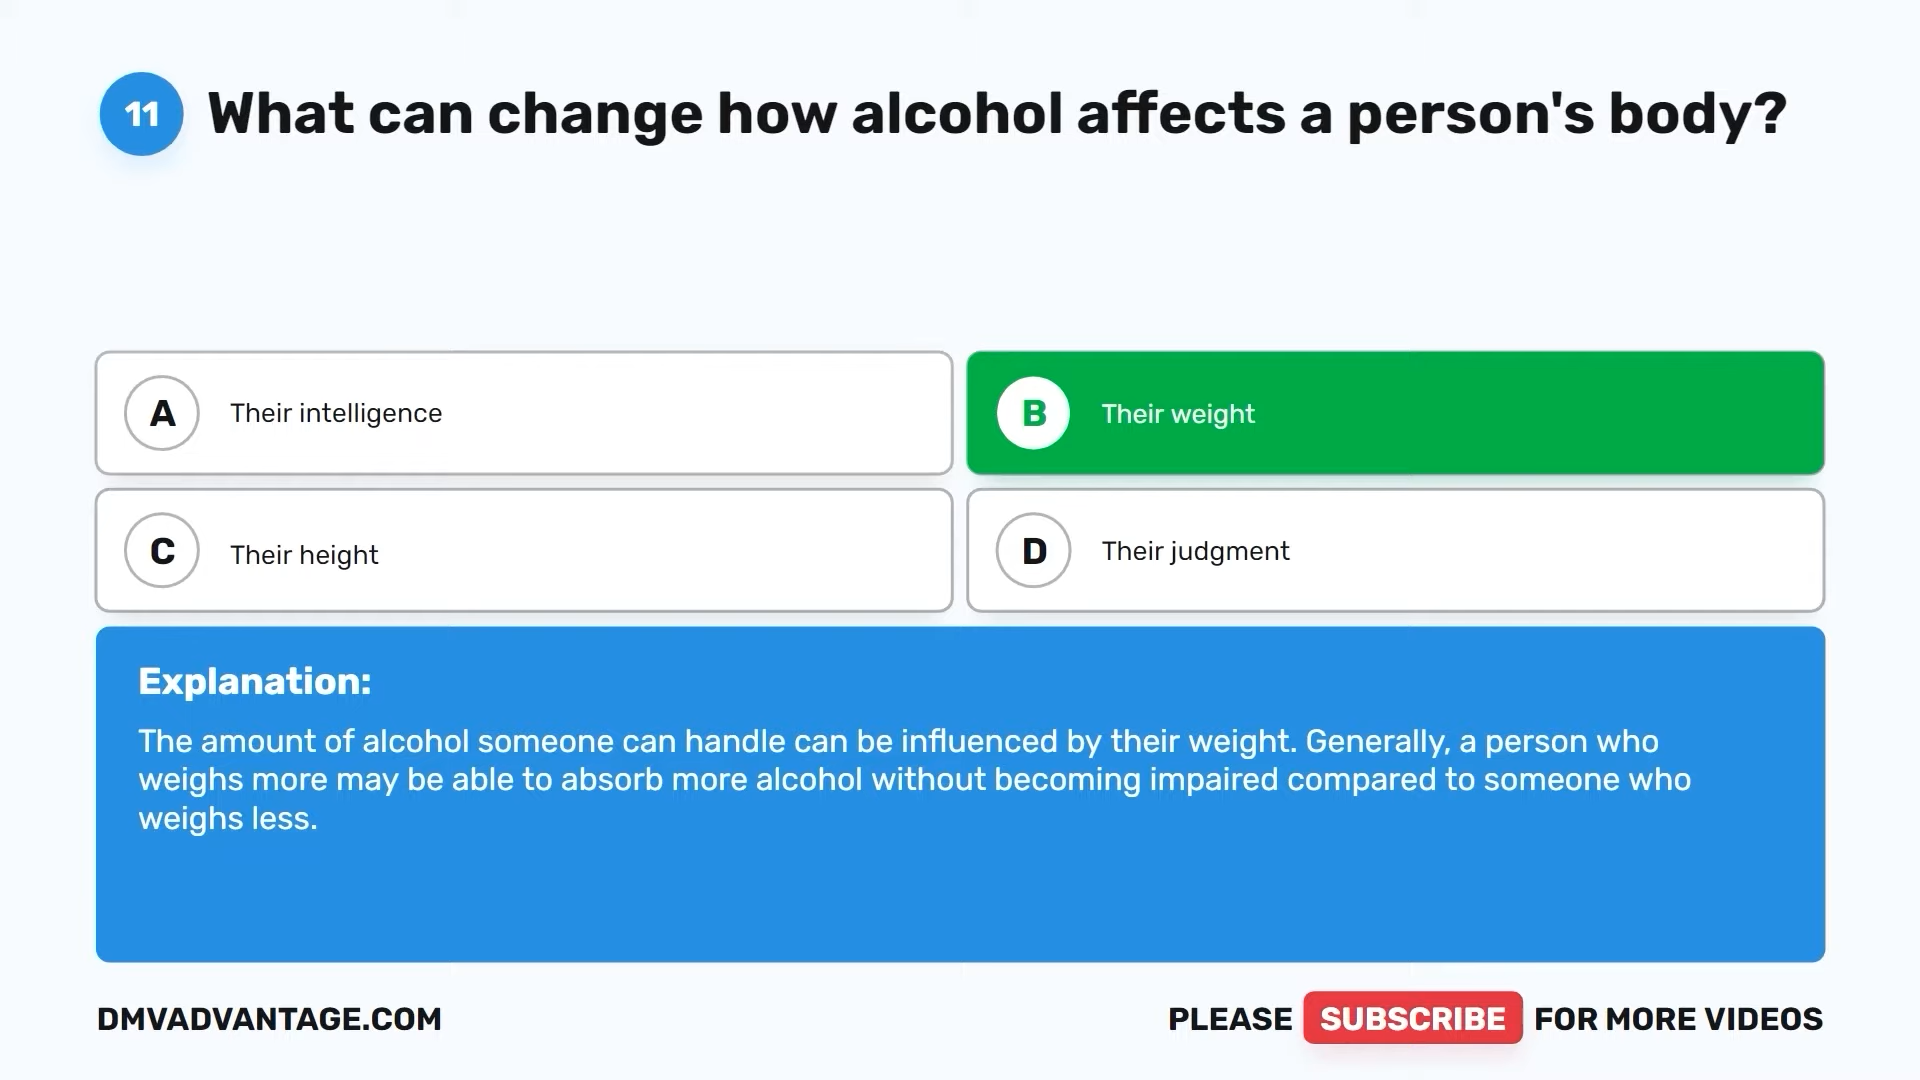 11 What can change how alcohol affects a person's body?
A Their intelligence
B Their weight
C Their height
D Their judgment
Explanation:
The amount of alcohol someone can handle can be influenced by their weight. Generally, a person who
weighs more may be able to absorb more alcohol without becoming impaired compared to someone who
weighs less.
DMVADVANTAGE.COM
PLEASE SUBSCRIBE FOR MORE VIDEOS